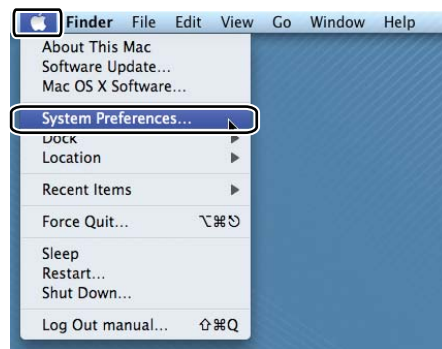 Finder File Edit View Go Window Help
About This Mac
Software Update...
Mac OS X Software...
System Preferences...
Dock
Location
Recent Items
Force Quit... ⌥⌘⎋
Sleep
Restart...
Shut Down...
Log Out manual... ⇧⌘Q